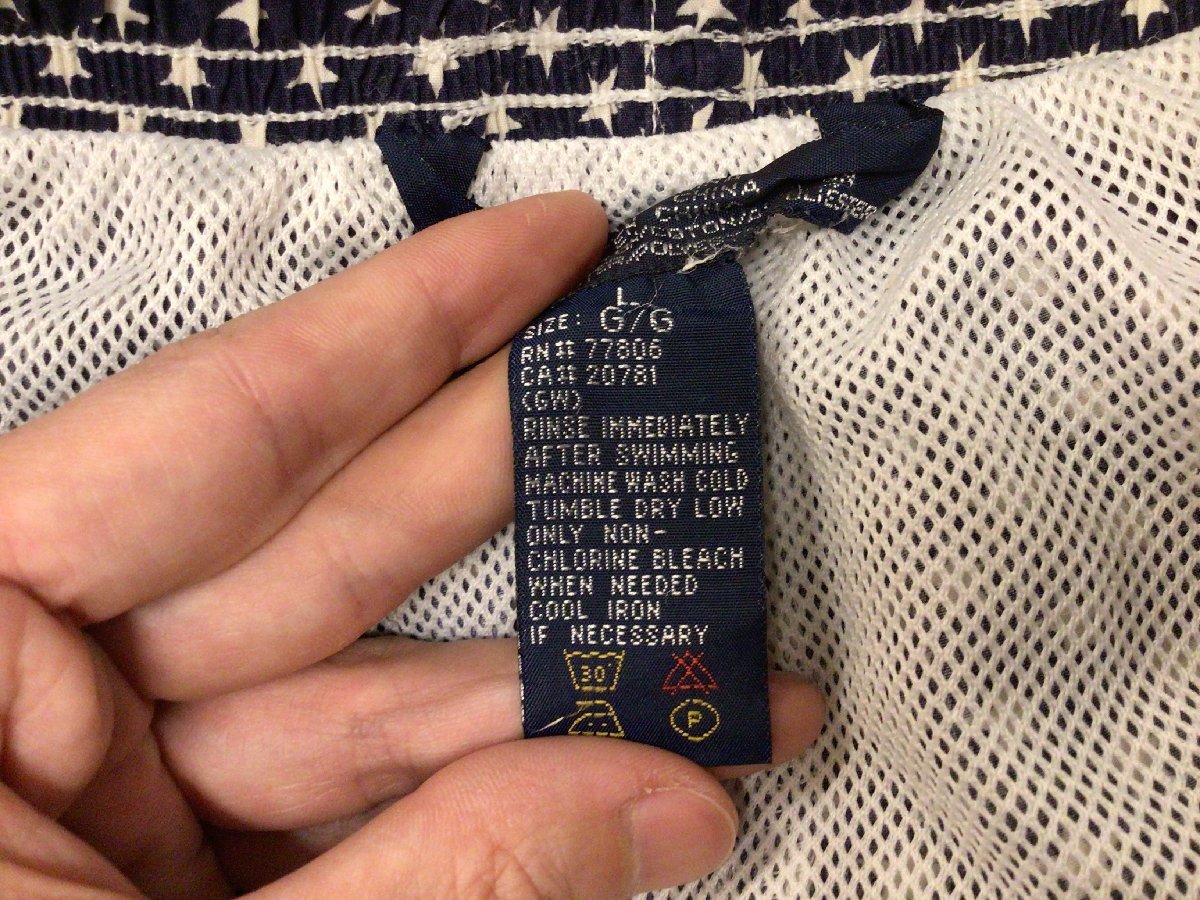 CHINA
L
SIZE: G/G
RN# 77806
CA# 20781
(GW)
RINSE IMMEDIATELY
AFTER SWIMMING
MACHINE WASH COLD
TUMBLE DRY LOW
ONLY NON-
CHLORINE BLEACH
WHEN NEEDED
COOL IRON
IF NECESSARY
30°
P